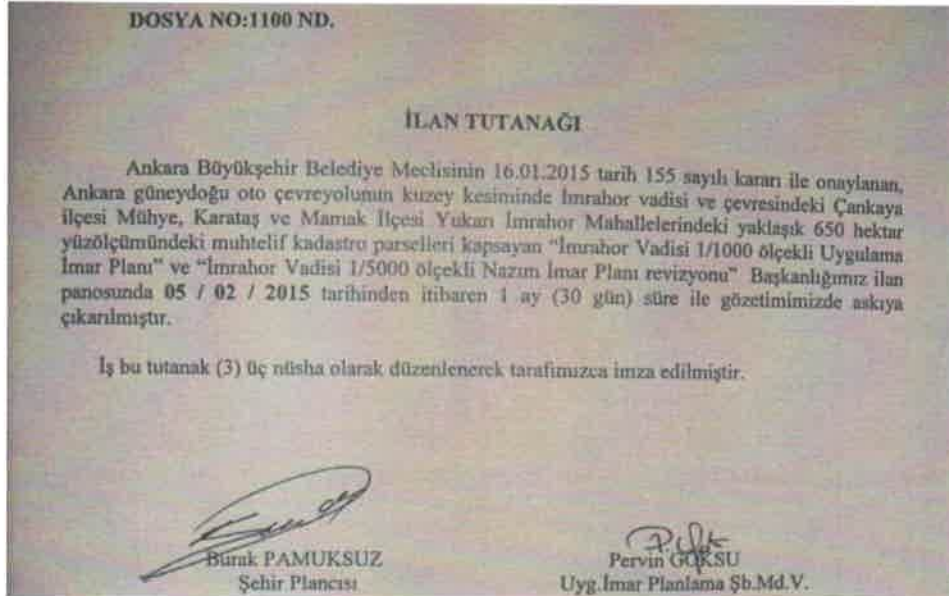 DOSYA NO:1100 ND.
İLAN TUTANAĞI
Ankara Büyükşehir Belediye Meclisinin 16.01.2015 tarih 155 sayılı kararı ile onaylanan,
Ankara güneydoğu oto çevreyolunun kuzey kesiminde İmrahor vadisi ve çevresindeki Çankaya
ilçesi Mühye, Karataş ve Mamak İlçesi Yukarı İmrahor Mahallelerindeki yaklaşık 650 hektar
yüzölçümündeki muhtelif kadastro parselleri kapsayan "İmrahor Vadisi 1/1000 ölçekli Uygulama
İmar Planı" ve "İmrahor Vadisi 1/5000 ölçekli Nazım İmar Planı revizyonu" Başkanlığımız ilan
panosunda 05 / 02 / 2015 tarihinden itibaren 1 ay (30 gün) süre ile gözetimimizde askıya
çıkarılmıştır.
İş bu tutanak (3) üç nüsha olarak düzenlenerek tarafımızca imza edilmiştir.
Burak PAMUKSUZ
Şehir Plancısı
Pervin GÖKSU
Uyg.İmar Planlama Şb.Md.V.